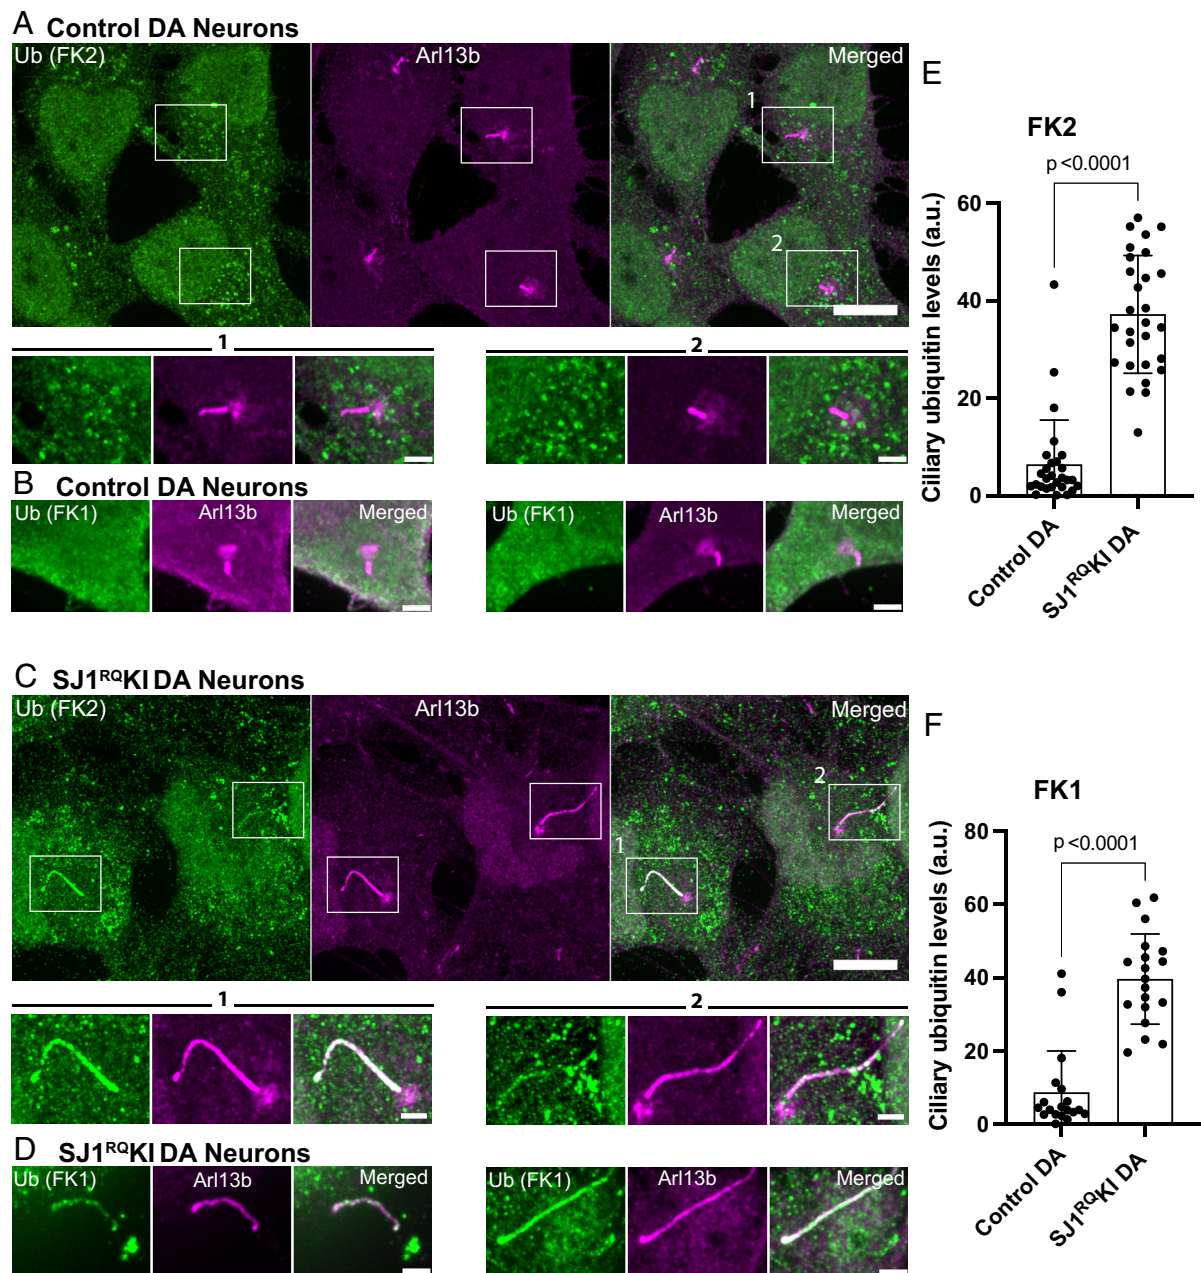 A Control DA Neurons
Ub (FK2) Arl13b Merged
1
2
1 2
B Control DA Neurons
Ub (FK1) Arl13b Merged Ub (FK1) Arl13b Merged
C SJ1ᴿQKI DA Neurons
Ub (FK2) Arl13b Merged
2
1
1 2
D SJ1ᴿQKI DA Neurons
Ub (FK1) Arl13b Merged Ub (FK1) Arl13b Merged
E
FK2
p <0.0001
Ciliary ubiquitin levels (a.u.)
60
40
20
0
Control DA
SJ1ᴿQKI DA
F
FK1
p <0.0001
Ciliary ubiquitin levels (a.u.)
80
60
40
20
0
Control DA
SJ1ᴿQKI DA